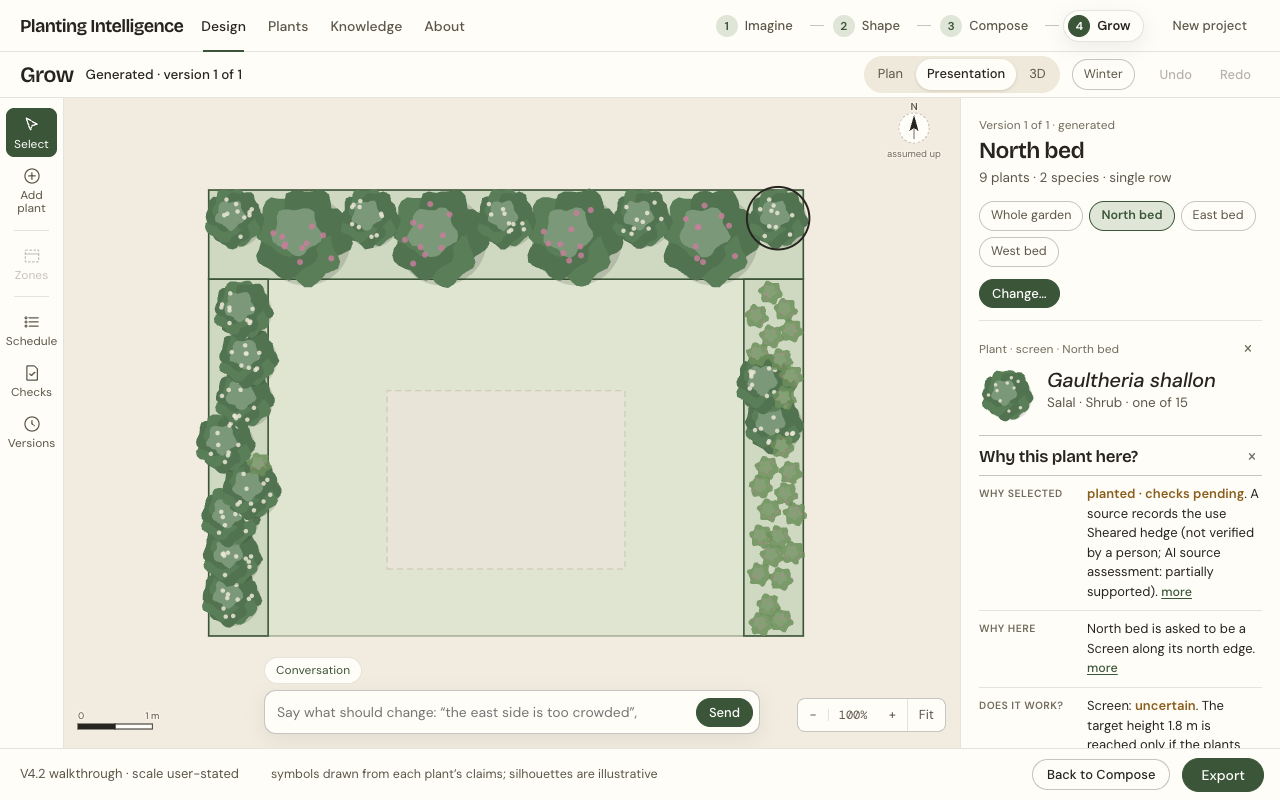 Planting Intelligence
Design
Plants
Knowledge
About
1 Imagine
2 Shape
3 Compose
4 Grow
New project
Grow
Generated · version 1 of 1
Plan
Presentation
3D
Winter
Undo
Redo
Select
Add
plant
Zones
Schedule
Checks
Versions
N
assumed up
Version 1 of 1 · generated
North bed
9 plants · 2 species · single row
Whole garden
North bed
East bed
West bed
Change...
Plant · screen · North bed
×
Gaultheria shallon
Salal · Shrub · one of 15
Why this plant here?
×
WHY SELECTED
planted · checks pending. A
source records the use
Sheared hedge (not verified
by a person; AI source
assessment: partially
supported). more
WHY HERE
North bed is asked to be a
Screen along its north edge.
more
DOES IT WORK?
Screen: uncertain. The
target height 1.8 m is
reached only if the plants
Conversation
Say what should change: “the east side is too crowded”,
Send
0
1 m
−
100%
+
Fit
V4.2 walkthrough · scale user-stated
symbols drawn from each plant’s claims; silhouettes are illustrative
Back to Compose
Export